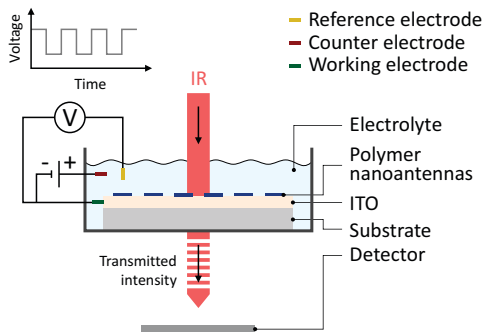 Voltage
Time
Reference electrode
Counter electrode
Working electrode
IR
V
- +
Electrolyte
Polymer
nanoantennas
ITO
Substrate
Detector
Transmitted
intensity